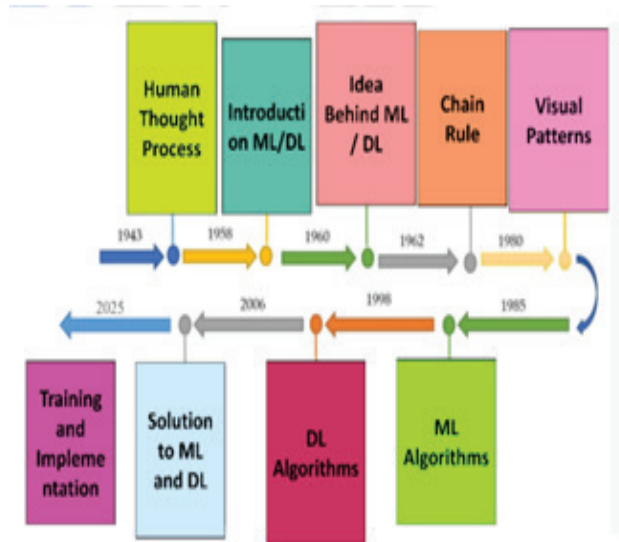 Human
Thought
Process
Introducti
on ML/DL
Idea
Behind ML
/ DL
Chain
Rule
Visual
Patterns
1943
1958
1960
1962
1980
2025
2006
1998
1985
Training
and
Impleme
ntation
Solution
to ML
and DL
DL
Algorithms
ML
Algorithms